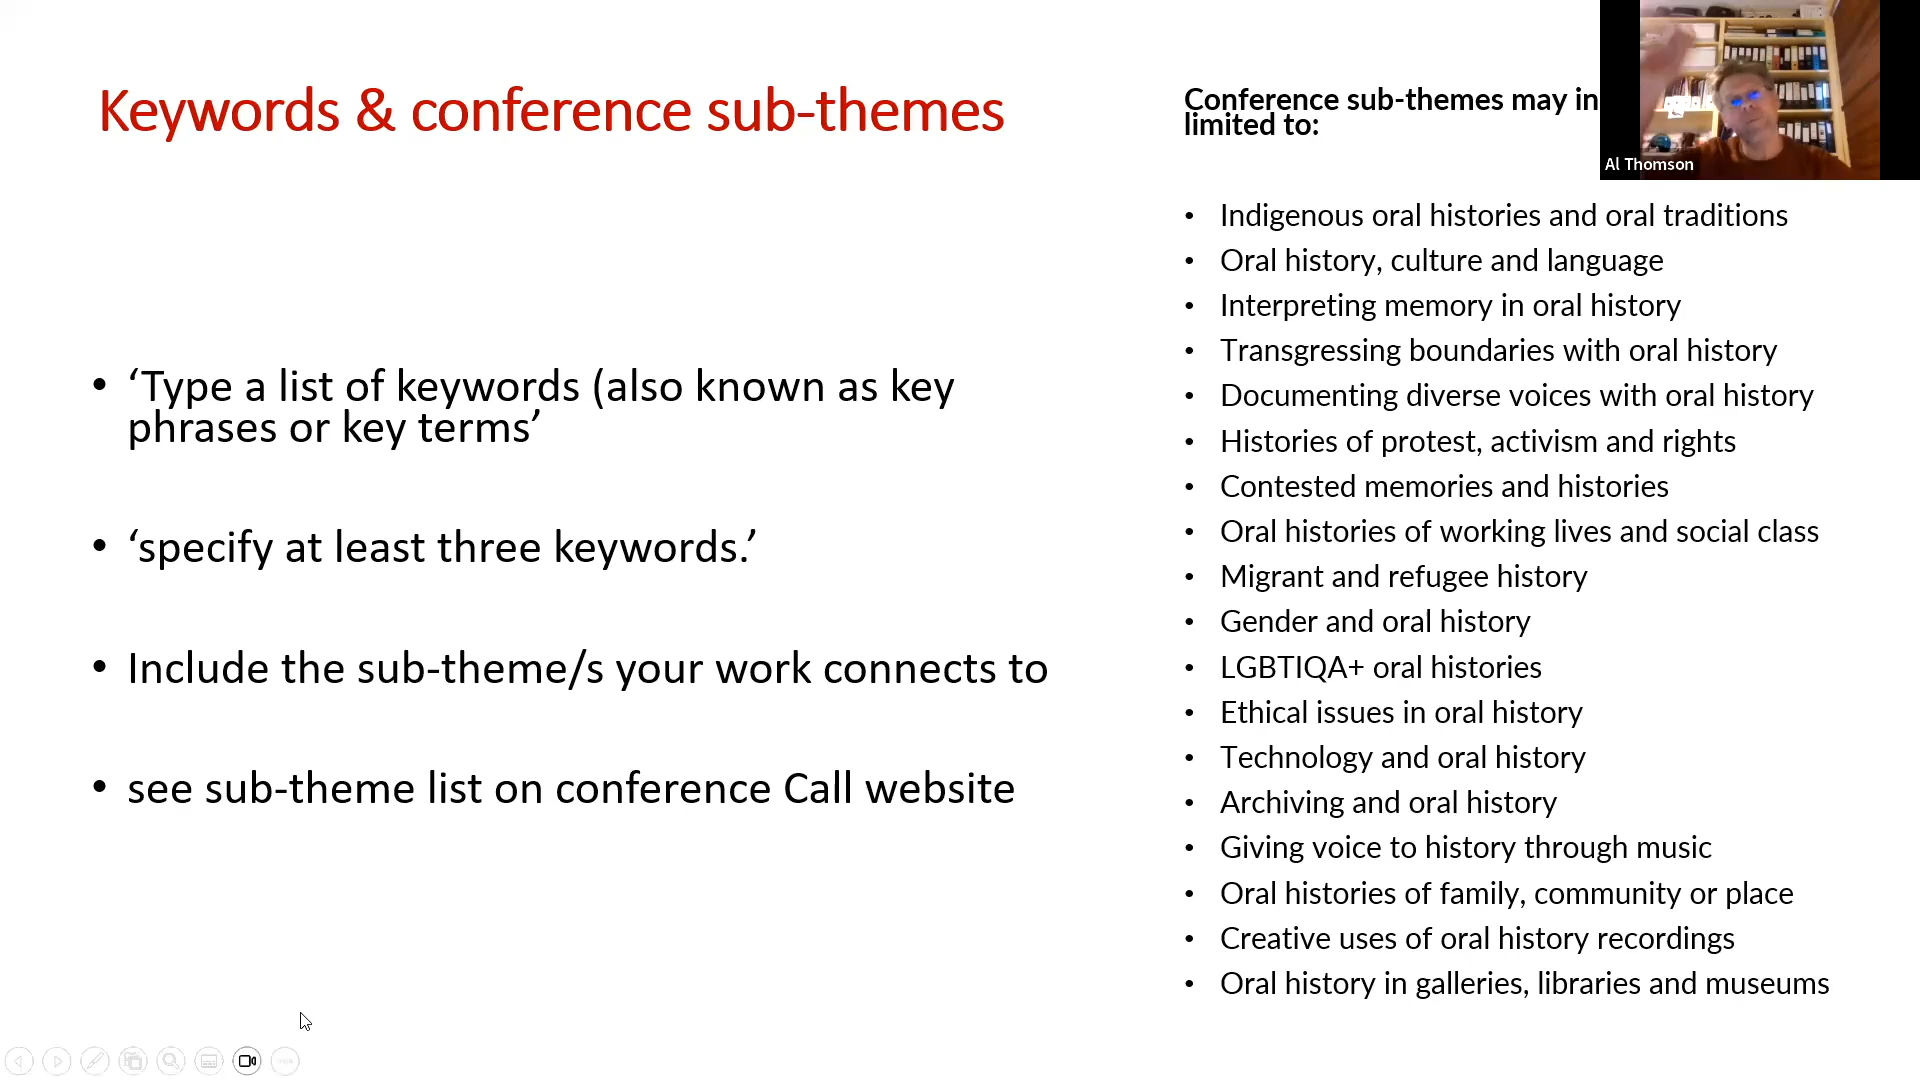 Keywords & conference sub-themes
• ‘Type a list of keywords (also known as key
phrases or key terms’
• ‘specify at least three keywords.’
• Include the sub-theme/s your work connects to
• see sub-theme list on conference Call website
Conference sub-themes may in
limited to:
• Indigenous oral histories and oral traditions
• Oral history, culture and language
• Interpreting memory in oral history
• Transgressing boundaries with oral history
• Documenting diverse voices with oral history
• Histories of protest, activism and rights
• Contested memories and histories
• Oral histories of working lives and social class
• Migrant and refugee history
• Gender and oral history
• LGBTIQA+ oral histories
• Ethical issues in oral history
• Technology and oral history
• Archiving and oral history
• Giving voice to history through music
• Oral histories of family, community or place
• Creative uses of oral history recordings
• Oral history in galleries, libraries and museums
Al Thomson